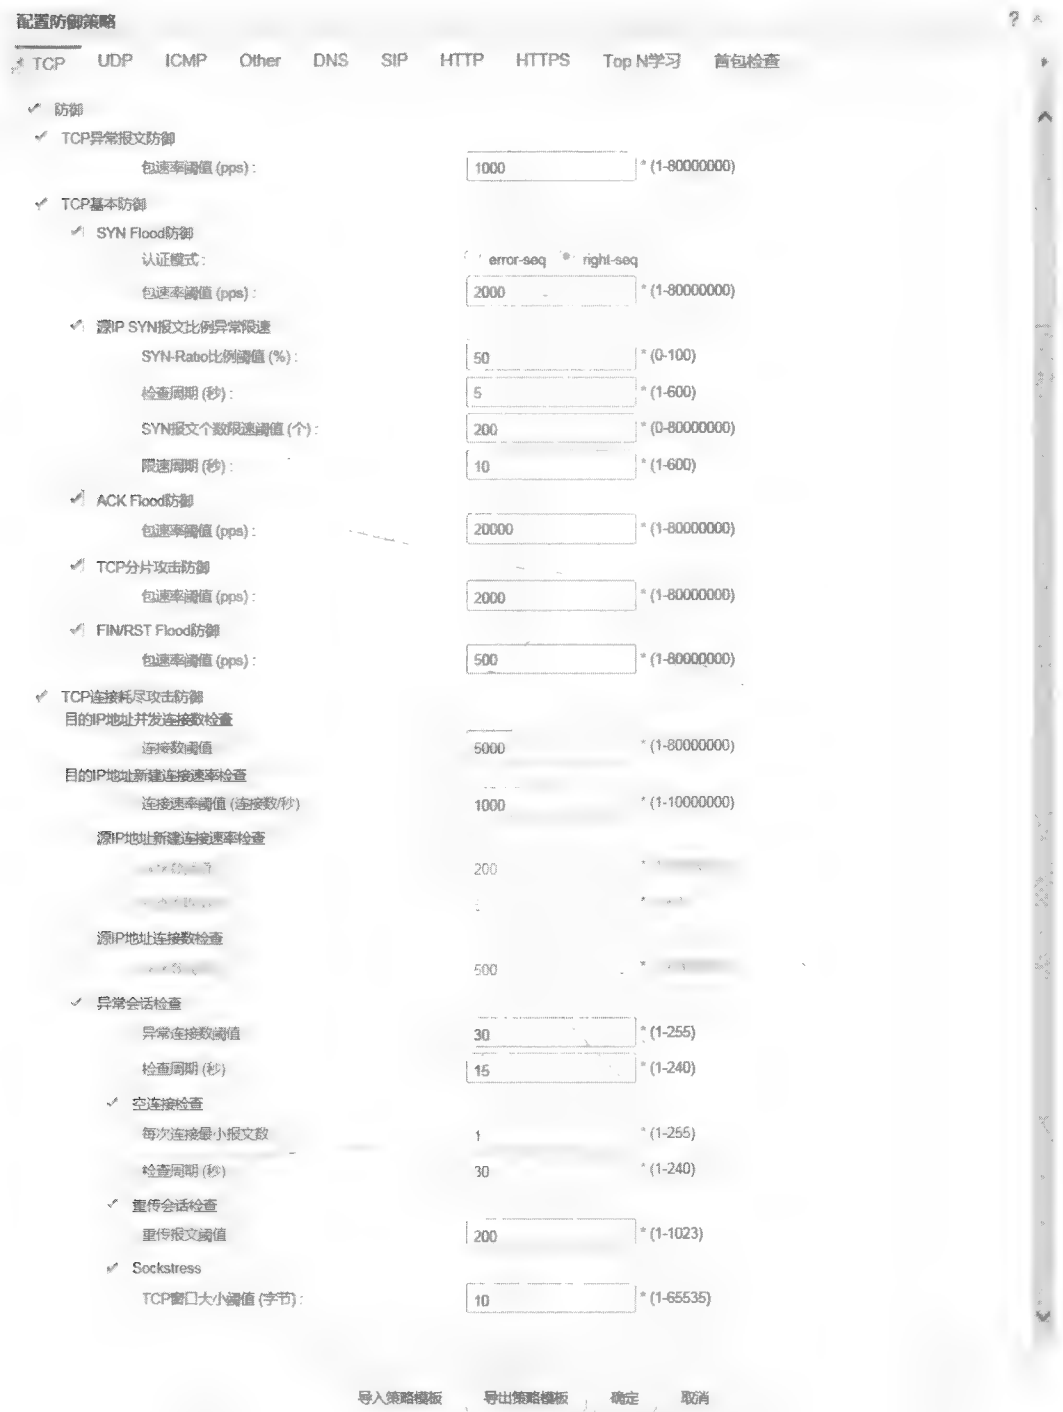 配置防御策略 ?
TCP UDP ICMP Other DNS SIP HTTP HTTPS Top N学习 首包检查
防御
TCP异常报文防御
包速率阈值 (pps) : 1000 * (1-80000000)
TCP基本防御
SYN Flood防御
认证模式 : error-seq right-seq
包速率阈值 (pps) : 2000 * (1-80000000)
源IP SYN报文比例异常限速
SYN-Ratio比例阈值 (%) : 50 * (0-100)
检查周期 (秒) : 5 * (1-600)
SYN报文个数限速阈值 (个) : 200 * (0-80000000)
限速周期 (秒) : 10 * (1-600)
ACK Flood防御
包速率阈值 (pps) : 20000 * (1-80000000)
TCP分片攻击防御
包速率阈值 (pps) : 2000 * (1-80000000)
FIN/RST Flood防御
包速率阈值 (pps) : 500 * (1-80000000)
TCP连接耗尽攻击防御
目的IP地址并发连接数检查
连接数阈值 5000 * (1-80000000)
目的IP地址新建连接速率检查
连接速率阈值 (连接数/秒) 1000 * (1-10000000)
源IP地址新建连接速率检查
200 *
*
源IP地址连接数检查
500 *
异常会话检查
异常连接数阈值 30 * (1-255)
检查周期 (秒) 15 * (1-240)
空连接检查
每次连接最小报文数 1 * (1-255)
检查周期 (秒) 30 * (1-240)
重传会话检查
重传报文阈值 200 * (1-1023)
Sockstress
TCP窗口大小阈值 (字节) : 10 * (1-65535)
导入策略模板 导出策略模板 确定 取消